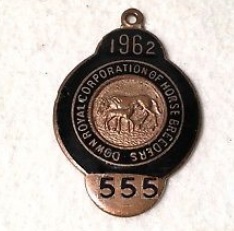 1962
DOWN ROYAL CORPORATION OF HORSE BREEDERS
555